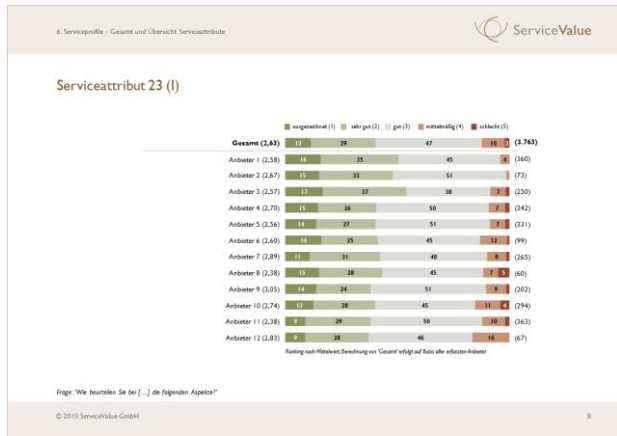 6. Serviceprofile – Gesamt und Übersicht Serviceattribute
ServiceValue
Serviceattribut 23 (I)
ausgezeichnet (1) sehr gut (2) gut (3) mittelmäßig (4) schlecht (5)
Gesamt (2,63) 12 29 47 10 2 (3.763)
Anbieter 1 (2,58) 16 35 45 4 (360)
Anbieter 2 (2,67) 15 33 51 (73)
Anbieter 3 (2,57) 17 37 38 7 (250)
Anbieter 4 (2,70) 15 26 50 7 (342)
Anbieter 5 (2,56) 14 27 51 7 (331)
Anbieter 6 (2,60) 16 25 45 12 (99)
Anbieter 7 (2,89) 11 31 48 8 (265)
Anbieter 8 (2,38) 15 28 45 7 5 (60)
Anbieter 9 (3,05) 14 24 51 9 (202)
Anbieter 10 (2,74) 13 28 45 11 4 (294)
Anbieter 11 (2,38) 9 29 50 10 (363)
Anbieter 12 (2,83) 9 28 46 16 (67)
Ranking nach Mittelwert; Berechnung von 'Gesamt' erfolgt auf Basis aller erfassten Anbieter
Frage: 'Wie beurteilen Sie bei [...] die folgenden Aspekte?'
© 2010 ServiceValue GmbH 8